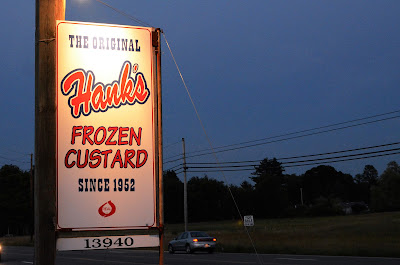 THE ORIGINAL
Hank's
FROZEN
CUSTARD
SINCE 1952
13940